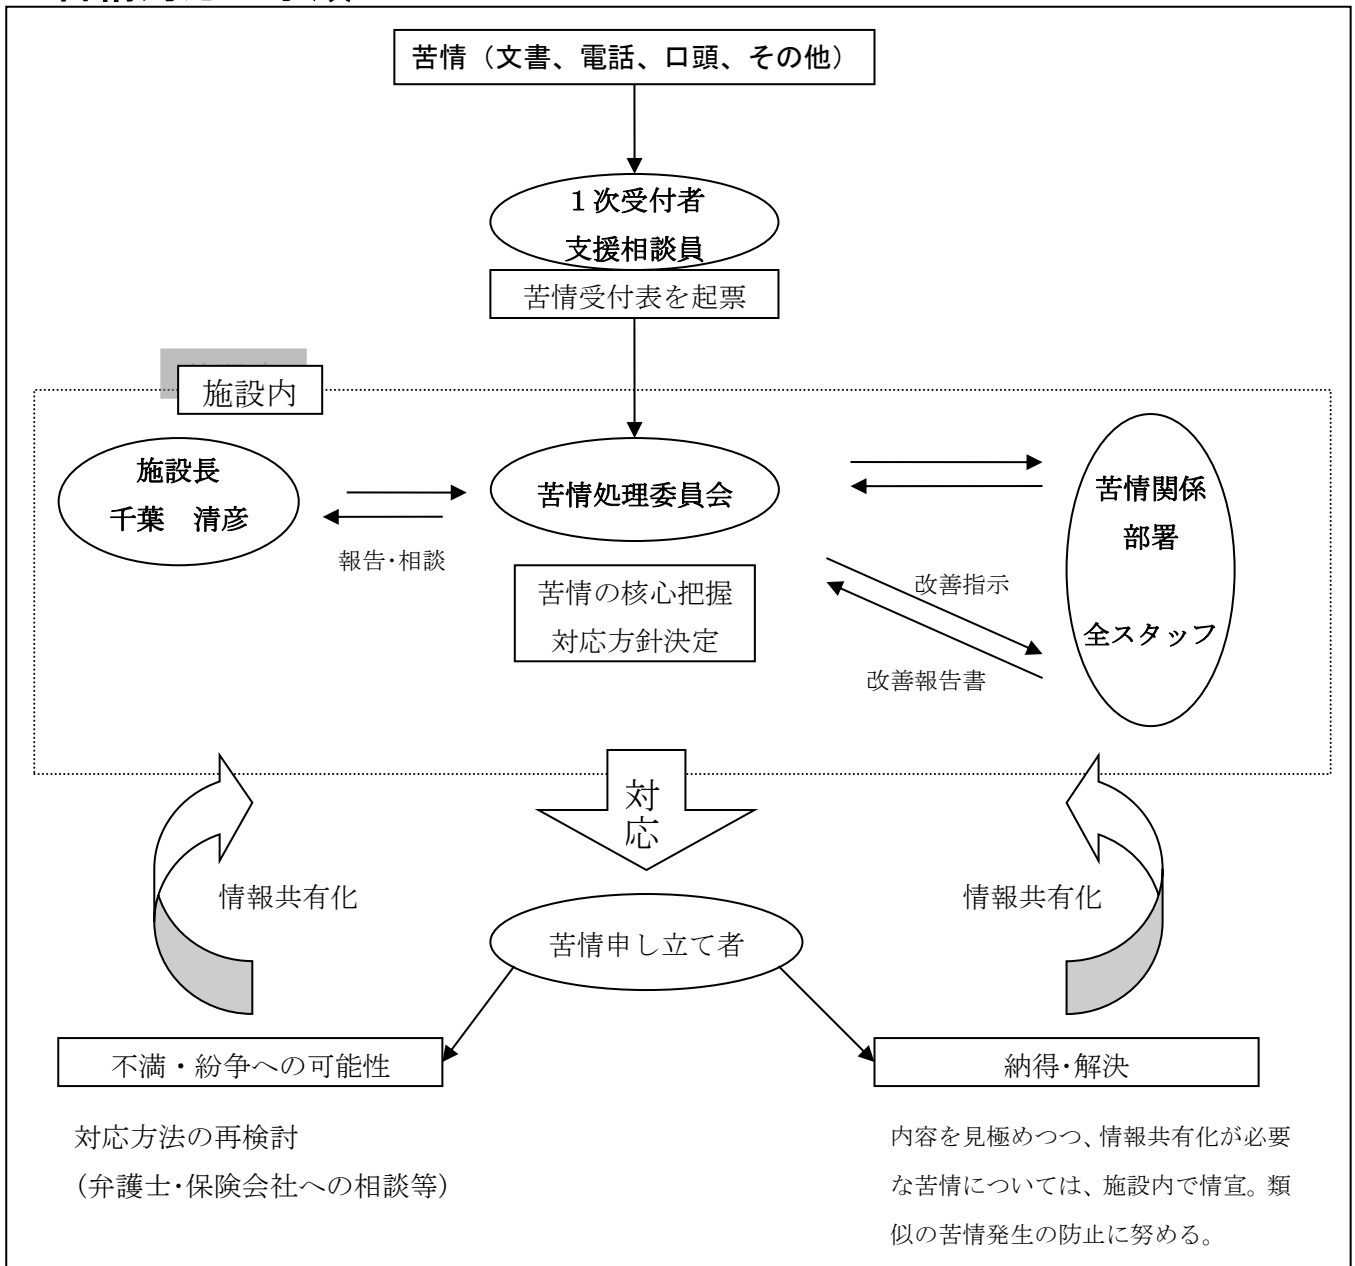 苦情（文書、電話、口頭、その他）
１次受付者
支援相談員
苦情受付表を起票
施設内
施設長
千葉　清彦
報告・相談
苦情処理委員会
苦情の核心把握
対応方針決定
改善指示
改善報告書
苦情関係
部署
全スタッフ
対
応
情報共有化
情報共有化
苦情申し立て者
不満・紛争への可能性
納得・解決
対応方法の再検討
（弁護士・保険会社への相談等）
内容を見極めつつ、情報共有化が必要
な苦情については、施設内で情宣。類
似の苦情発生の防止に努める。